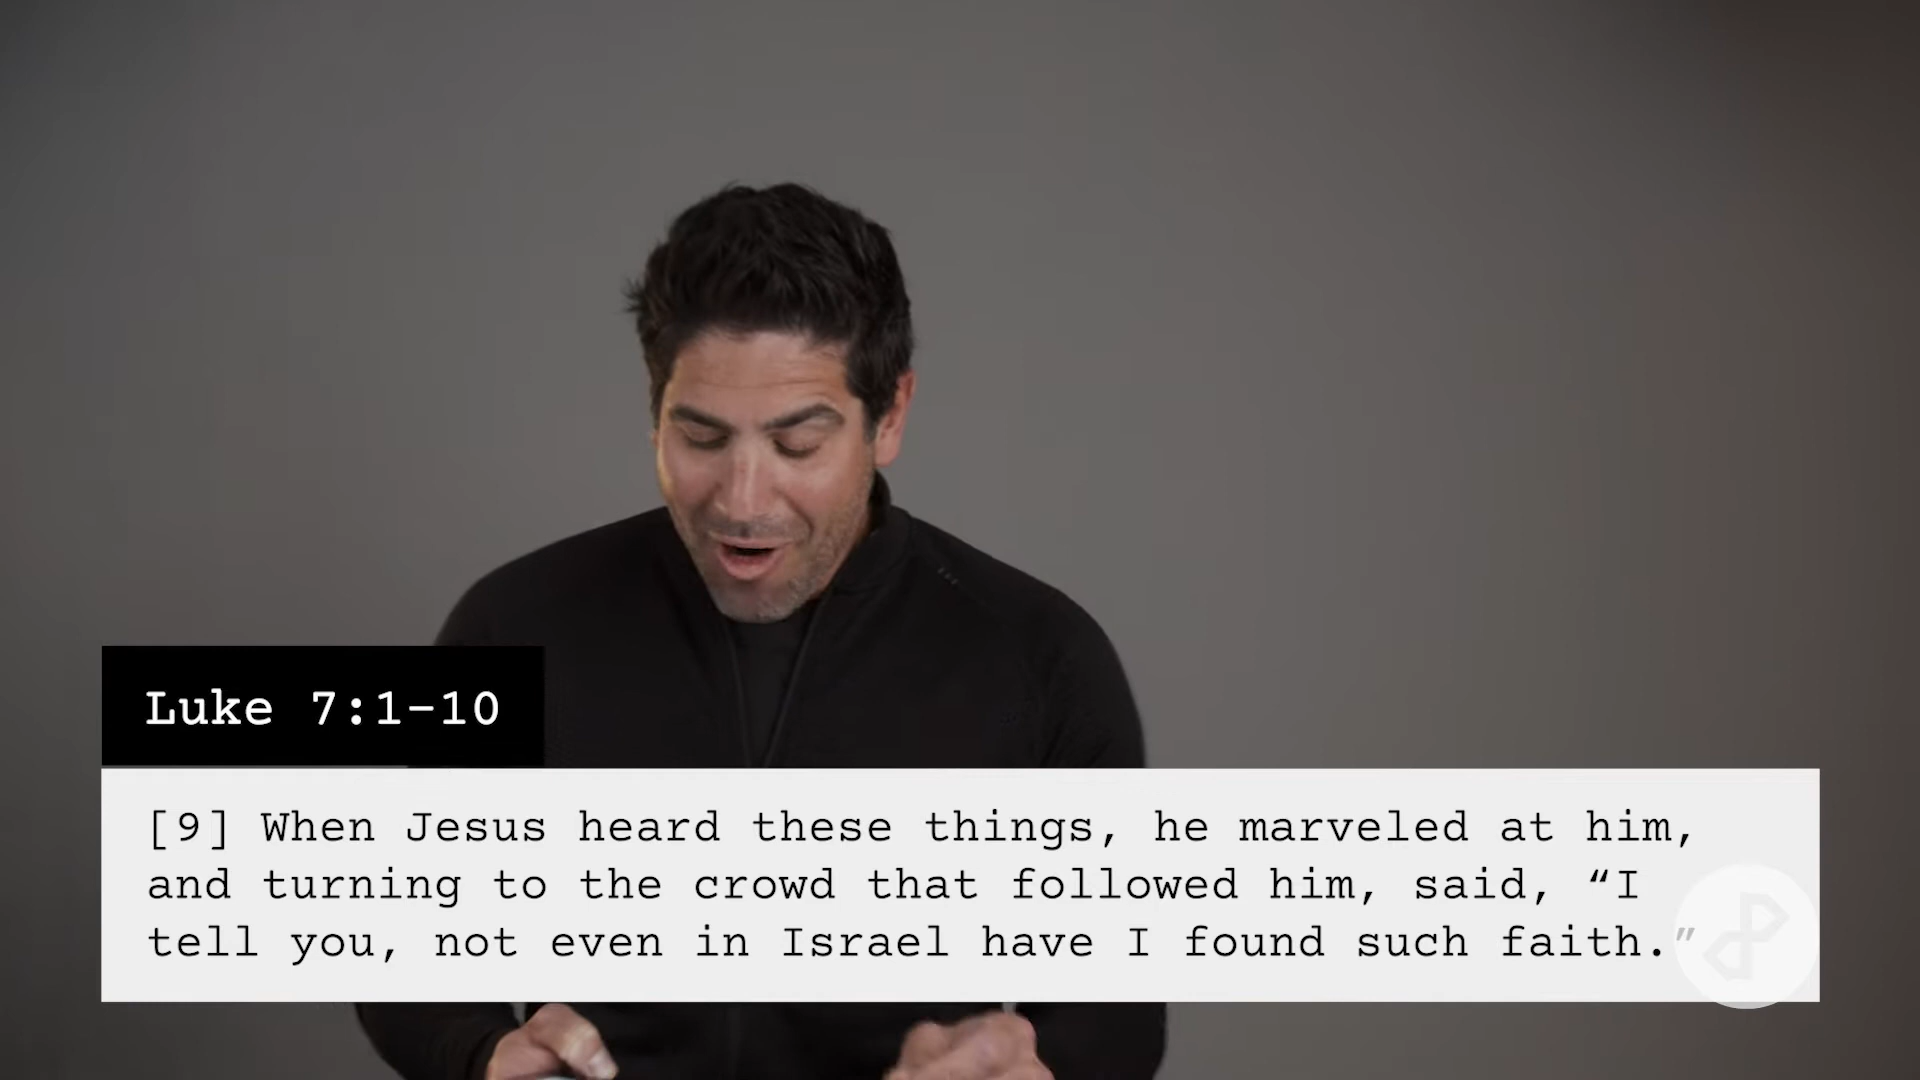 Luke 7:1-10
[9] When Jesus heard these things, he marveled at him,
and turning to the crowd that followed him, said, “I
tell you, not even in Israel have I found such faith.”